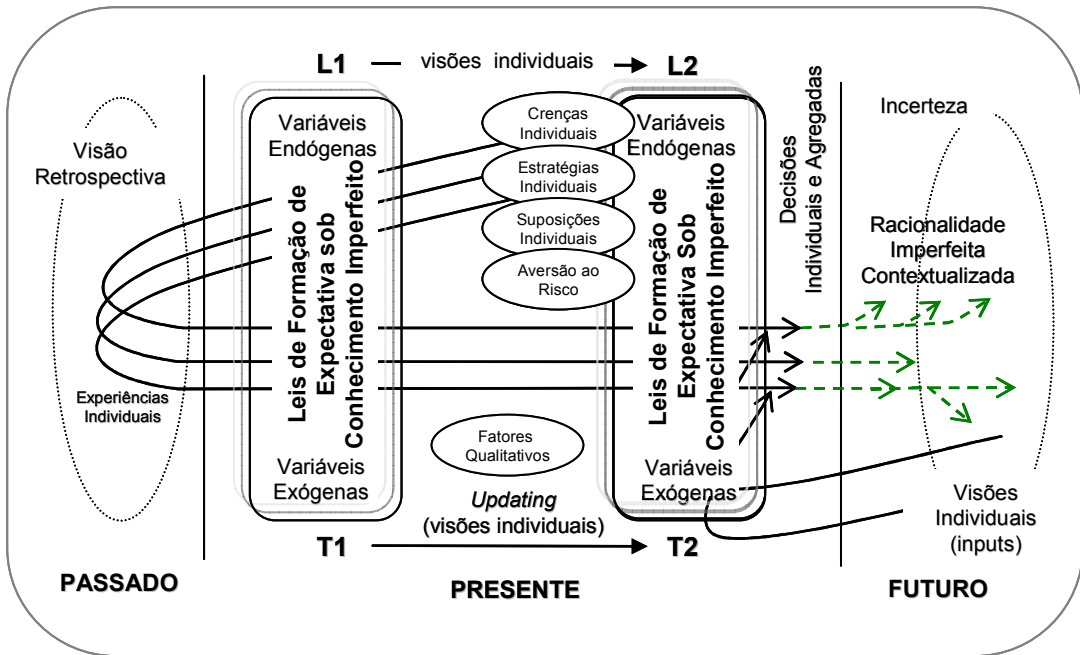 L1
visões individuais
L2
Visão
Retrospectiva
Experiências
Individuais
Variáveis
Endógenas
Leis de Formação de
Expectativa sob
Conhecimento Imperfeito
Variáveis
Exógenas
Crenças
Individuais
Estratégias
Individuais
Suposições
Individuais
Aversão ao
Risco
Fatores
Qualitativos
Updating
(visões individuais)
Variáveis
Endógenas
Leis de Formação de
Expectativa Sob
Conhecimento Imperfeito
Variáveis
Exógenas
Decisões
Individuais e Agregadas
Incerteza
Racionalidade
Imperfeita
Contextualizada
Visões
Individuais
(inputs)
T1
T2
PASSADO
PRESENTE
FUTURO